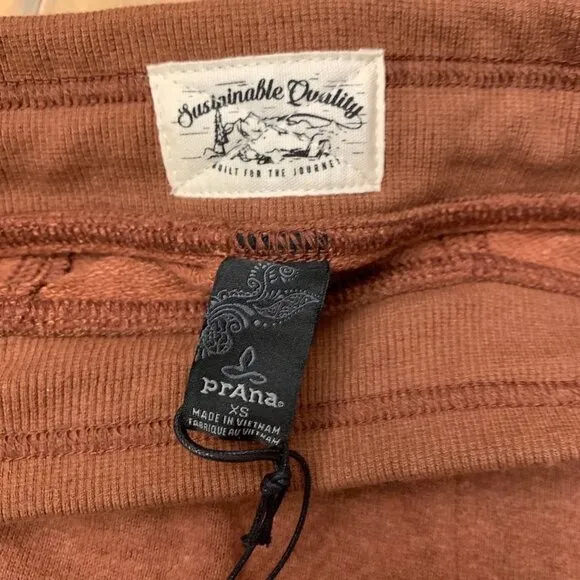 Sustainable Quality
BUILT FOR THE JOURNEY
prAna
XS
MADE IN VIETNAM
FABRIQUE AU VIETNAM